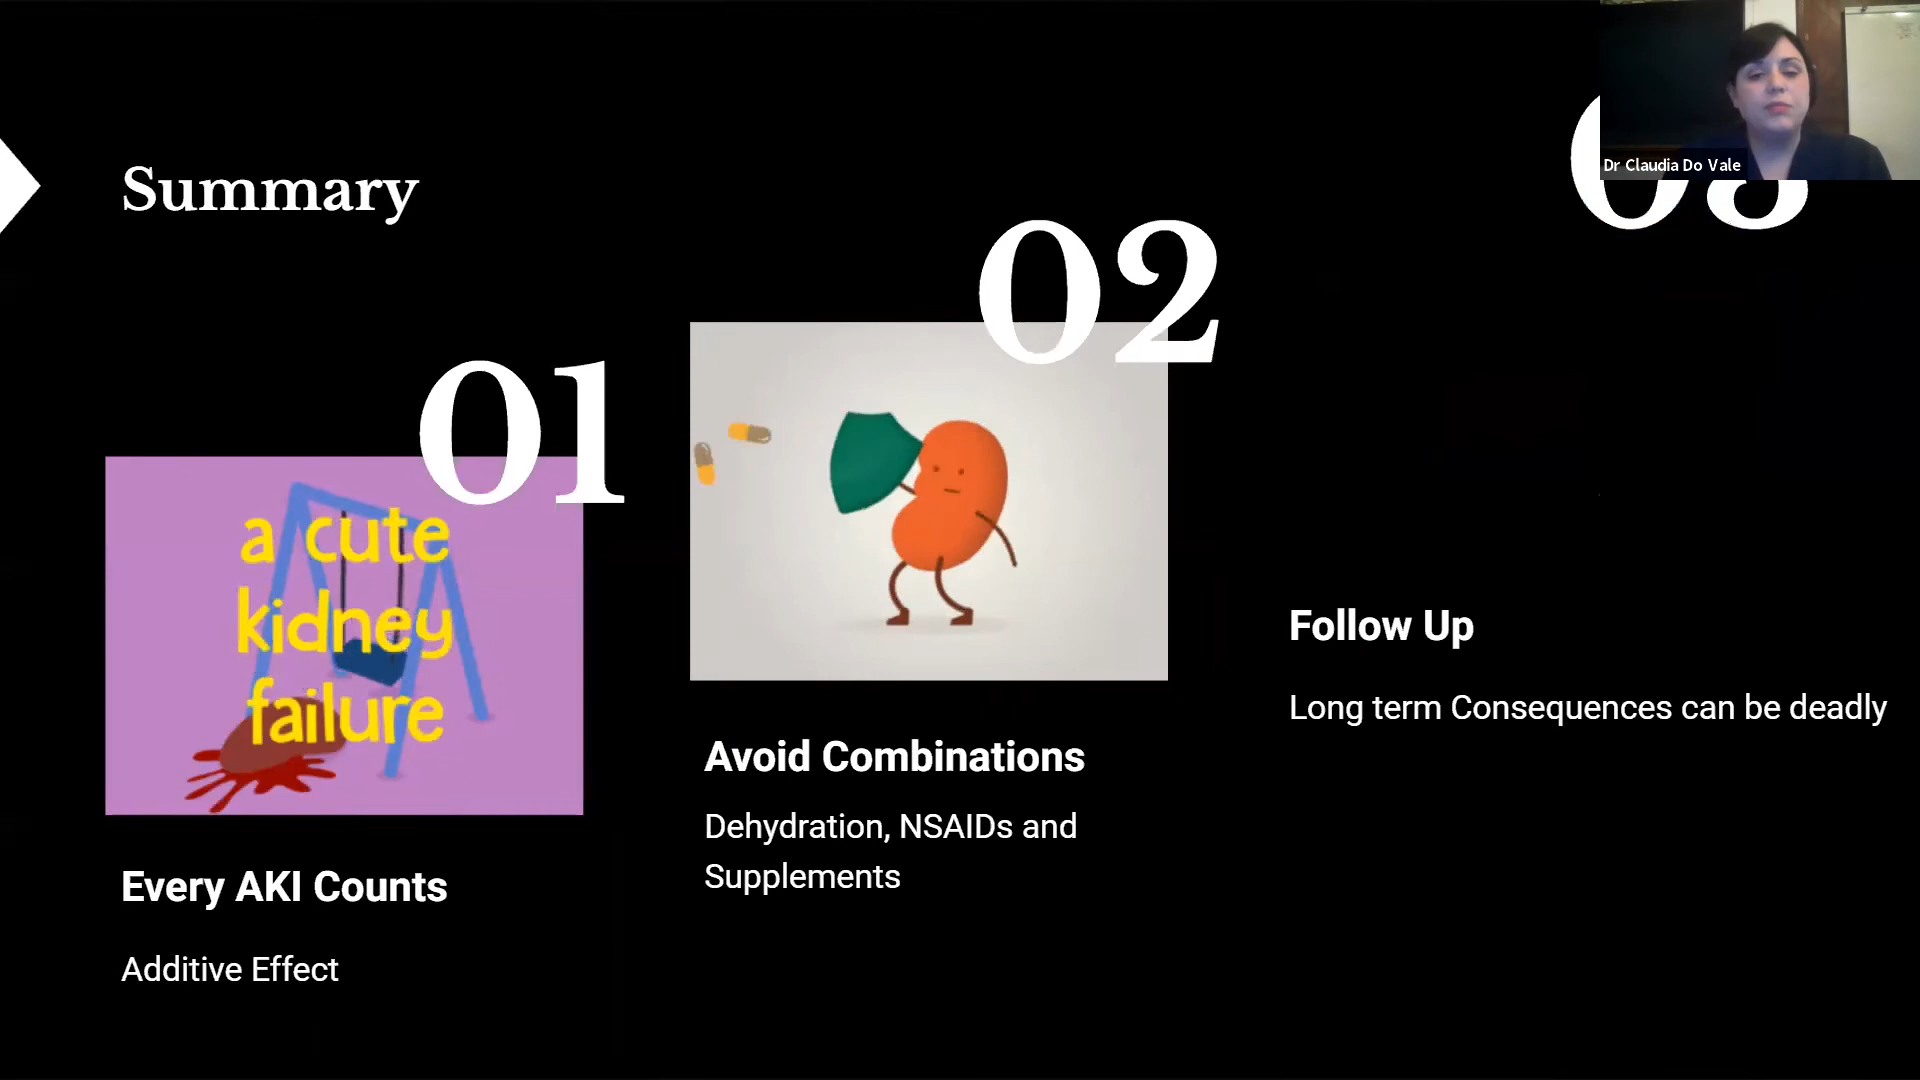 Summary
01
a cute
kidney
failure
Every AKI Counts
Additive Effect
02
Avoid Combinations
Dehydration, NSAIDs and
Supplements
03
Follow Up
Long term Consequences can be deadly
Dr Claudia Do Vale